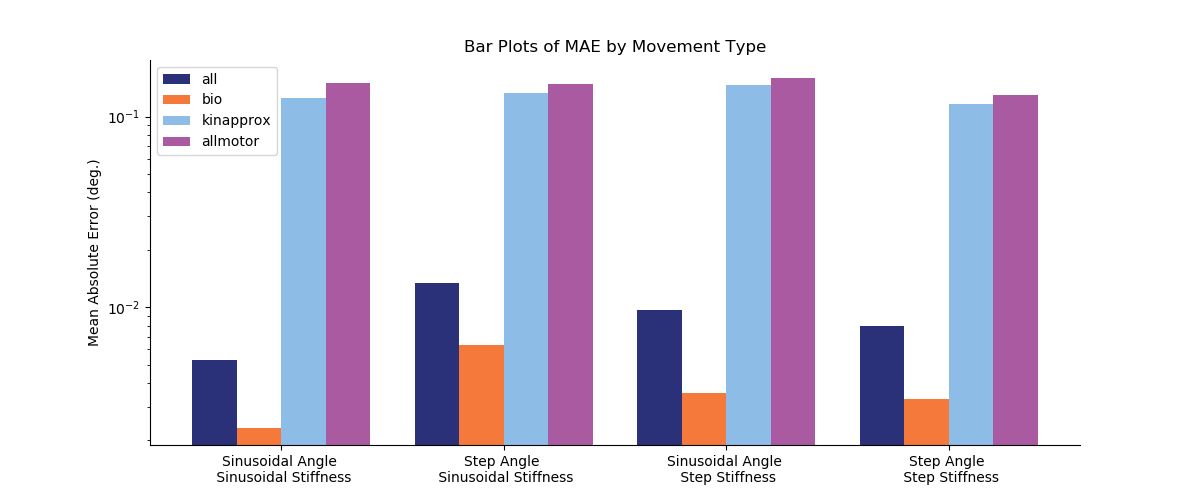 Bar Plots of MAE by Movement Type
all
bio
kinapprox
allmotor
10⁻¹
10⁻²
Mean Absolute Error (deg.)
Sinusoidal Angle
Sinusoidal Stiffness
Step Angle
Sinusoidal Stiffness
Sinusoidal Angle
Step Stiffness
Step Angle
Step Stiffness